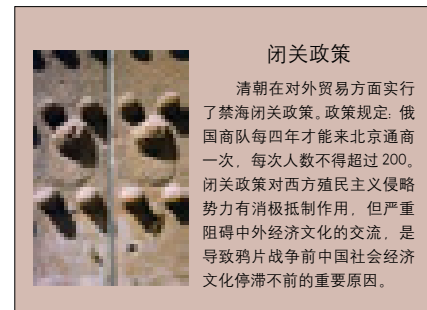 闭关政策
清朝在对外贸易方面实行
了禁海闭关政策。政策规定：俄
国商队每四年才能来北京通商
一次，每次人数不得超过 200。
闭关政策对西方殖民主义侵略
势力有消极抵制作用，但严重
阻碍中外经济文化的交流，是
导致鸦片战争前中国社会经济
文化停滞不前的重要原因。